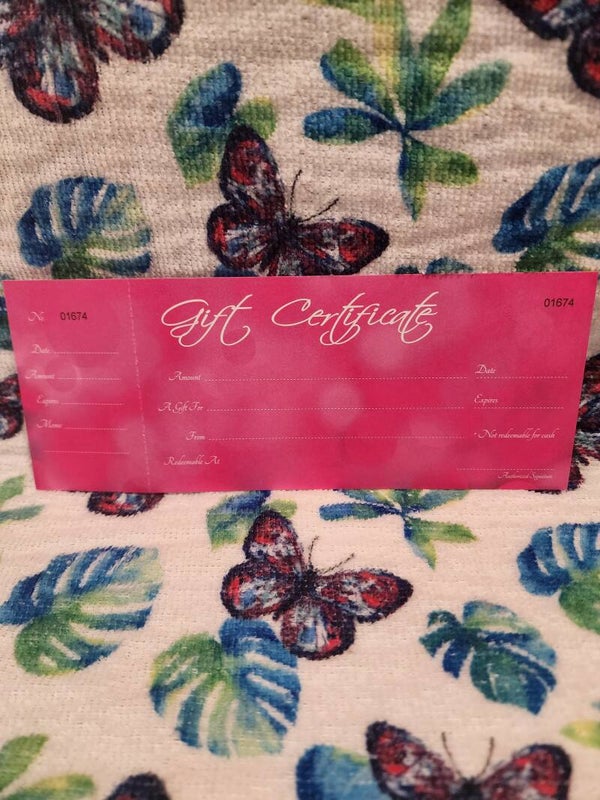 No 01674
Date
Amount
Expires
Memo
Gift Certificate
01674
Amount
Date
A Gift For
Expires
From
* Not redeemable for cash
Redeemable At
Authorized Signature